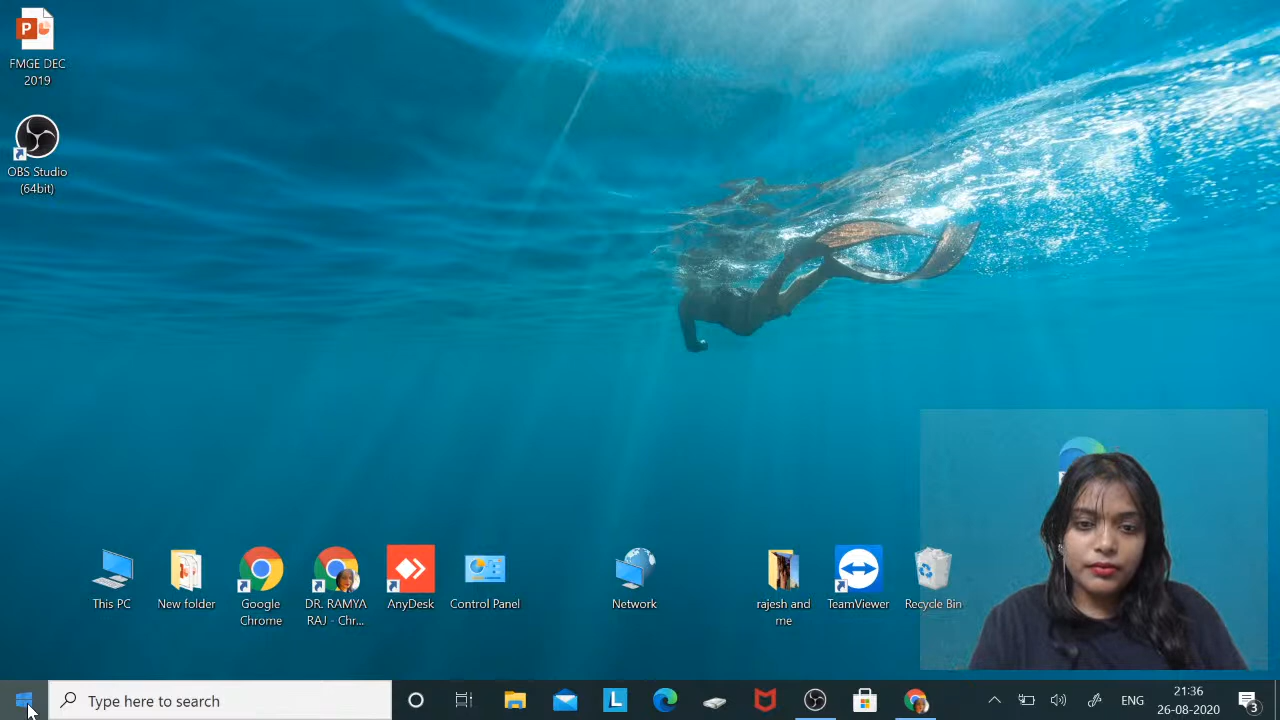 P
FMGE DEC
2019
OBS Studio
(64bit)
This PC
New folder
Google
Chrome
DR. RAMYA
RAJ - Chr...
AnyDesk
Control Panel
Network
rajesh and
me
TeamViewer
Recycle Bin
Type here to search
L
ENG
21:36
26-08-2020
3